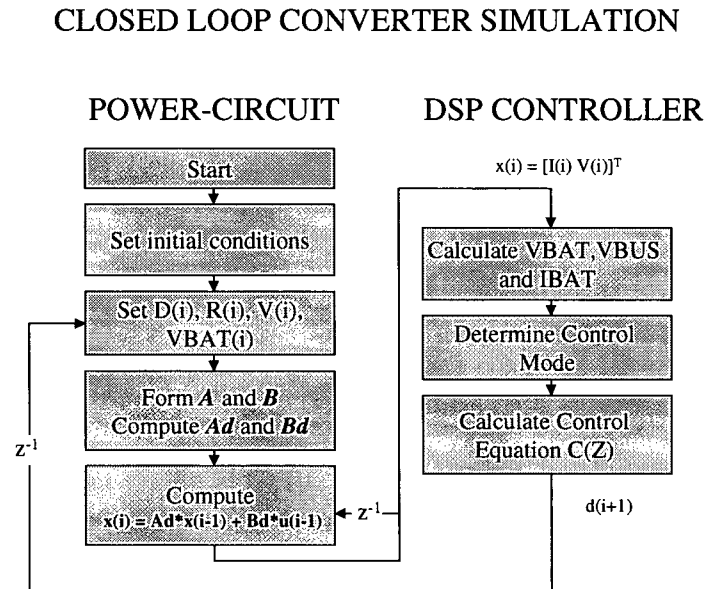 CLOSED LOOP CONVERTER SIMULATION
POWER-CIRCUIT
Start
Set initial conditions
Set D(i), R(i), V(i),
VBAT(i)
Form A and B
Compute Ad and Bd
Compute
x(i) = Ad*x(i-1) + Bd*u(i-1)
z⁻¹
z⁻¹
DSP CONTROLLER
x(i) = [I(i) V(i)]ᵀ
Calculate VBAT,VBUS
and IBAT
Determine Control
Mode
Calculate Control
Equation C(Z)
d(i+1)